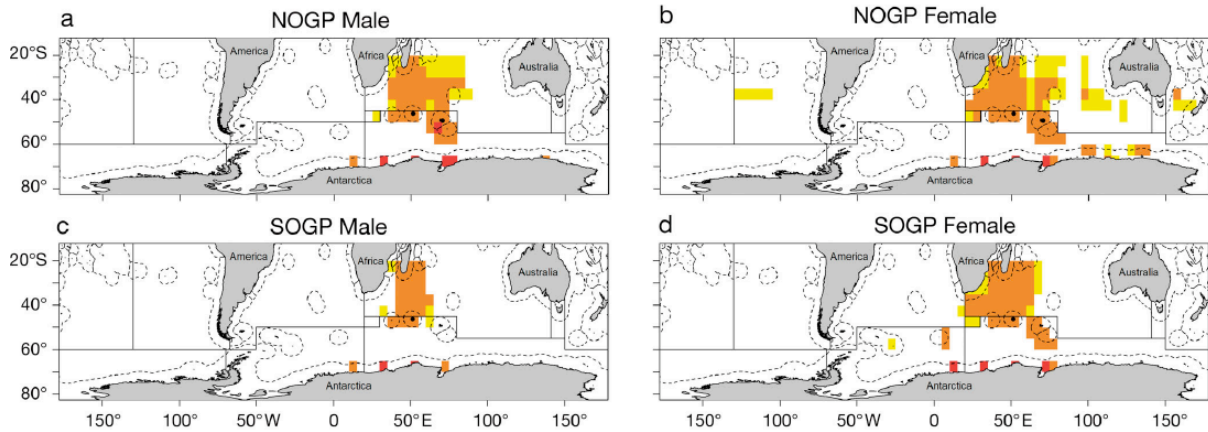 a NOGP Male
b NOGP Female
20°S
40°
60°
80°
America
Africa
Australia
Antarctica
America
Africa
Australia
Antarctica
c SOGP Male
d SOGP Female
20°S
40°
60°
80°
America
Africa
Australia
Antarctica
America
Africa
Australia
Antarctica
150° 100° 50°W 0° 50°E 100° 150°
150° 100° 50°W 0° 50°E 100° 150°